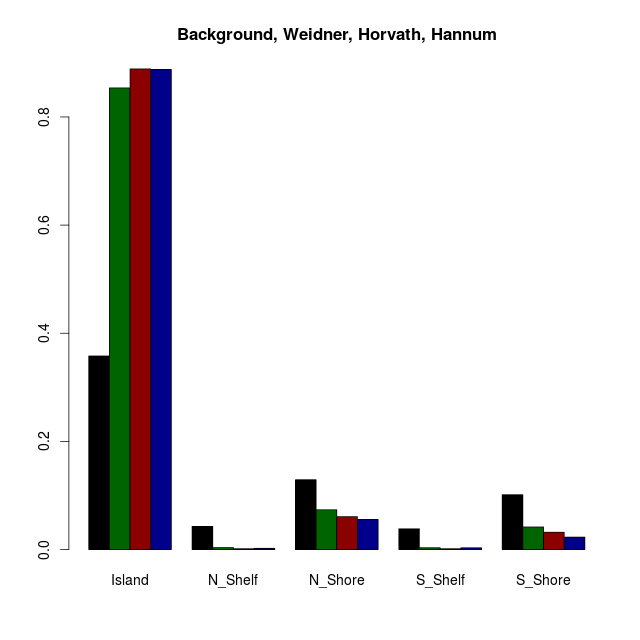 Background, Weidner, Horvath, Hannum
0.8
0.6
0.4
0.2
0.0
Island N_Shelf N_Shore S_Shelf S_Shore